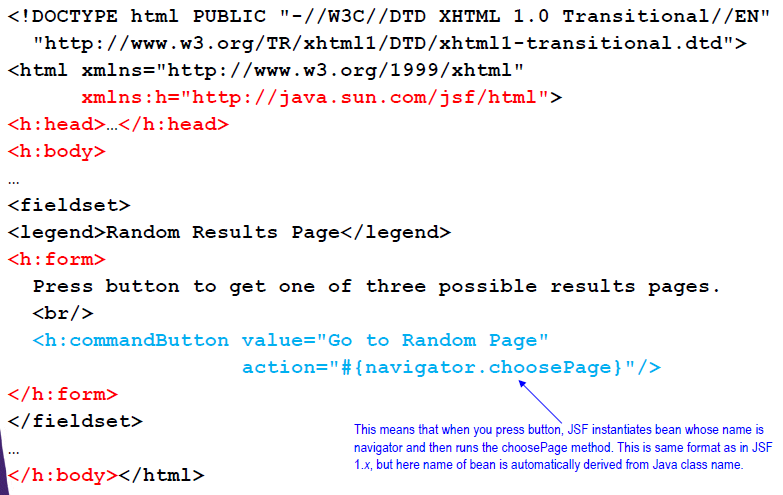 <!DOCTYPE html PUBLIC "-//W3C//DTD XHTML 1.0 Transitional//EN"
  "http://www.w3.org/TR/xhtml1/DTD/xhtml1-transitional.dtd">
<html xmlns="http://www.w3.org/1999/xhtml"
      xmlns:h="http://java.sun.com/jsf/html">
<h:head>…</h:head>
<h:body>
…
<fieldset>
<legend>Random Results Page</legend>
<h:form>
  Press button to get one of three possible results pages.
  <br/>
  <h:commandButton value="Go to Random Page"
                   action="#{navigator.choosePage}"/>
</h:form>
</fieldset>
…
</h:body></html>
This means that when you press button, JSF instantiates bean whose name is
navigator and then runs the choosePage method. This is same format as in JSF
1.x, but here name of bean is automatically derived from Java class name.